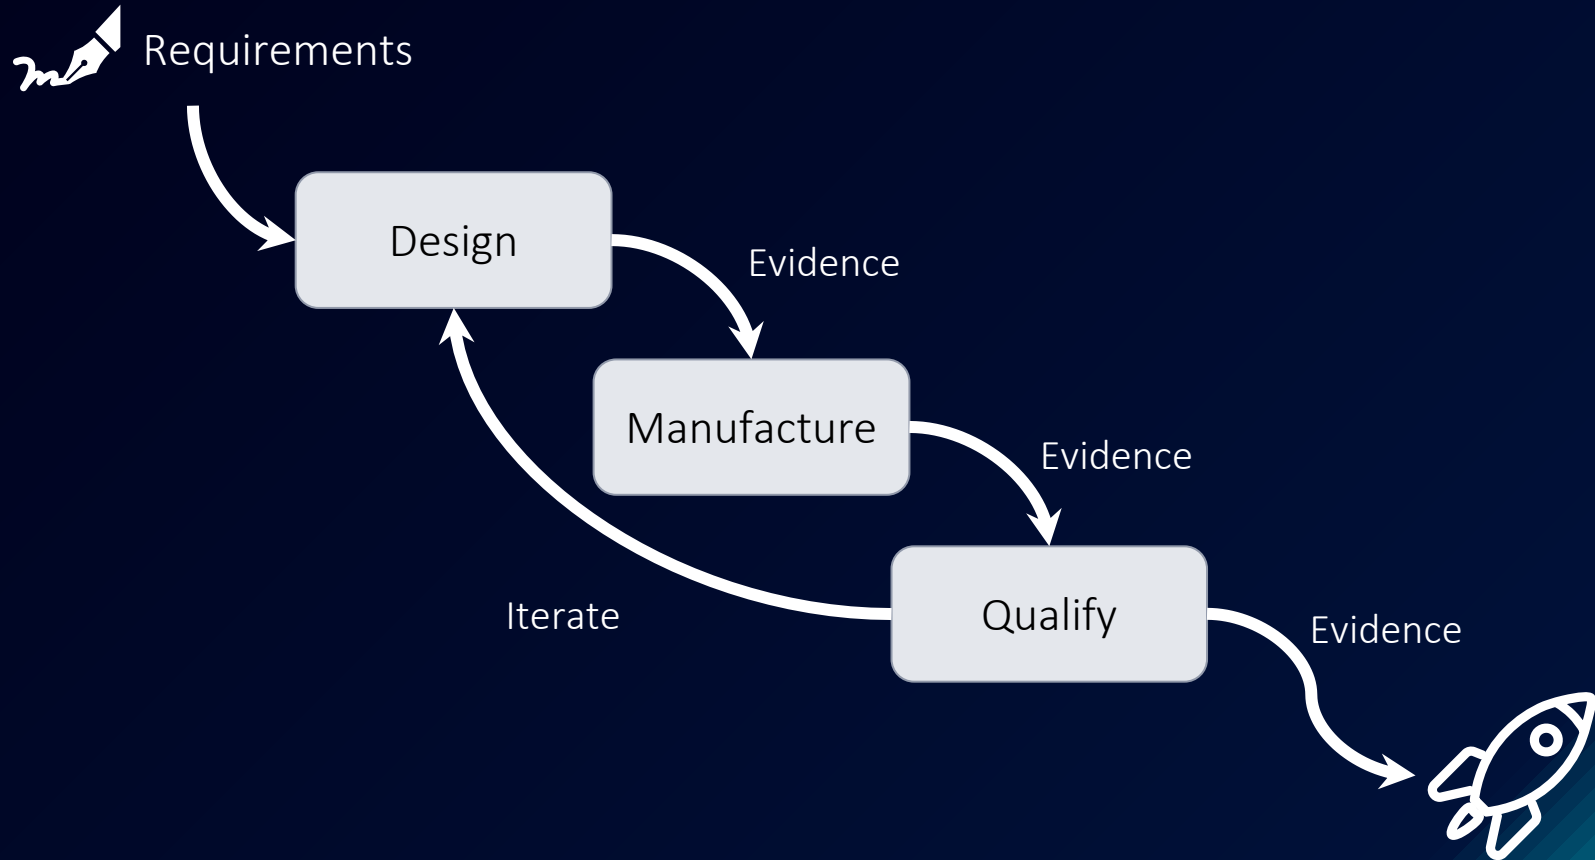 Requirements
Design
Evidence
Manufacture
Evidence
Iterate
Qualify
Evidence